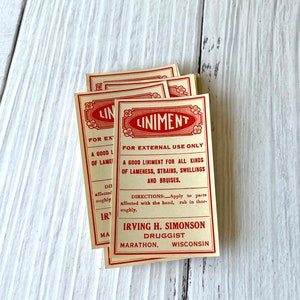 LINIMENT
FOR EXTERNAL USE ONLY
A GOOD LINIMENT FOR ALL KINDS
OF LAMENESS, STRAINS, SWELLINGS
AND BRUISES.
DIRECTIONS:—Apply to parts
affected with the hand, rub in thor-
oughly.
IRVING H. SIMONSON
DRUGGIST
MARATHON, WISCONSIN